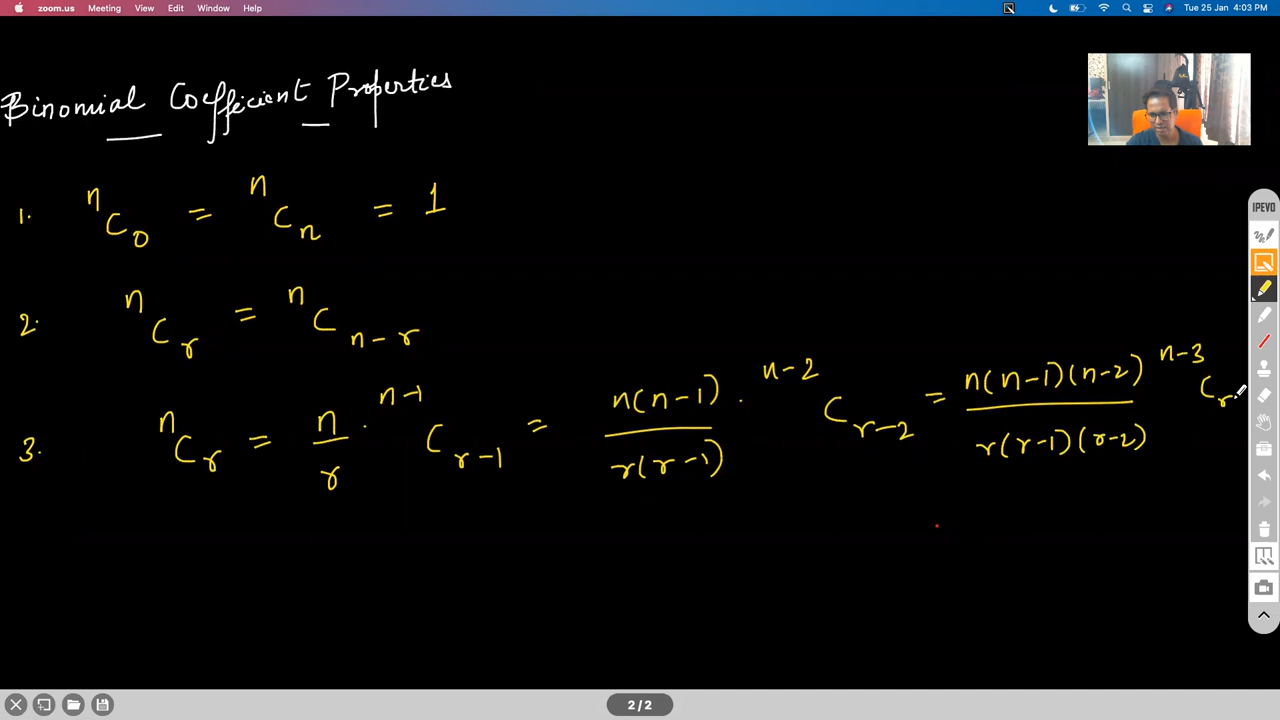 zoom.us Meeting View Edit Window Help Tue 25 Jan 4:03 PM
Binomial Coefficient Properties
1. ⁿC₀ = ⁿCₙ = 1
2. ⁿCᵣ = ⁿCₙ₋ᵣ
3. ⁿCᵣ = n/r · ⁿ⁻¹Cᵣ₋₁ = n(n-1)/r(r-1) · ⁿ⁻²Cᵣ₋₂ = n(n-1)(n-2)/r(r-1)(r-2) ⁿ⁻³Cᵣ
IPEVO
2/2